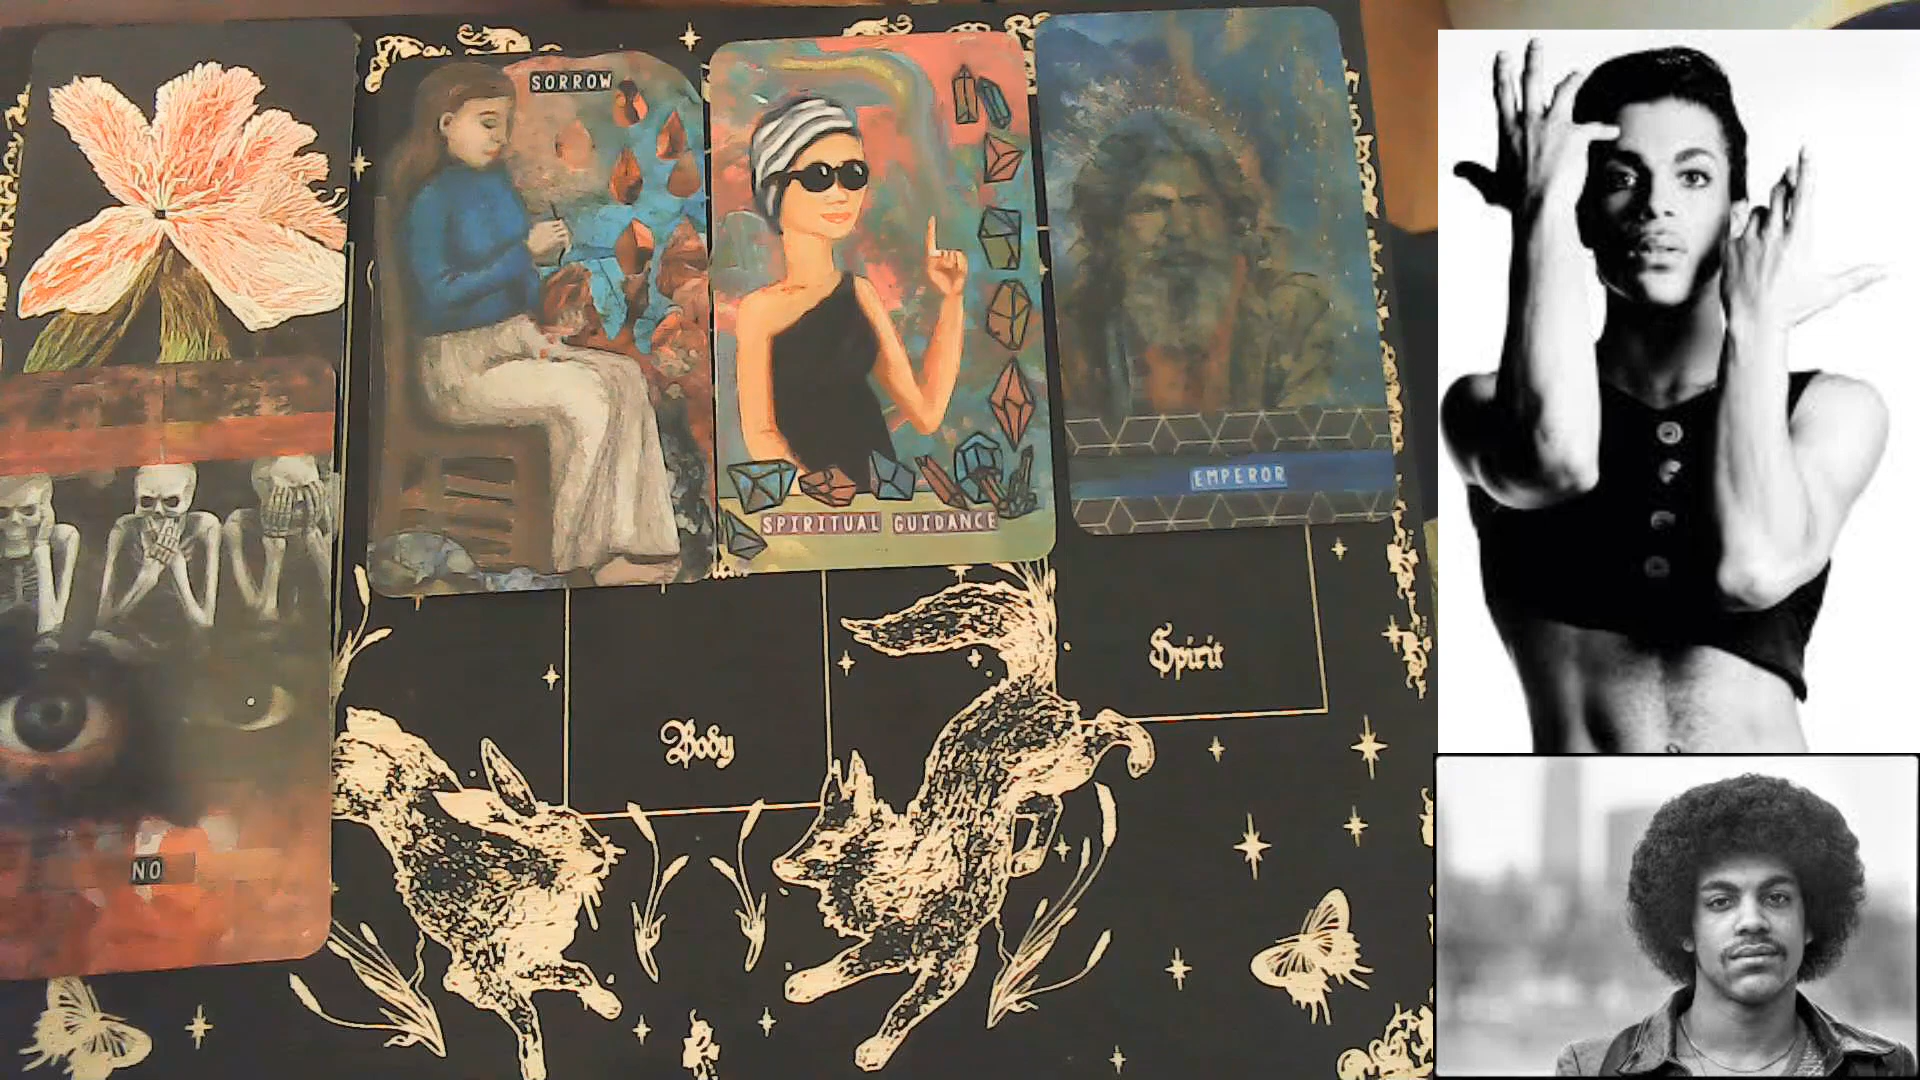 SORROW
SPIRITUAL GUIDANCE
EMPEROR
Spirit
Body
NO